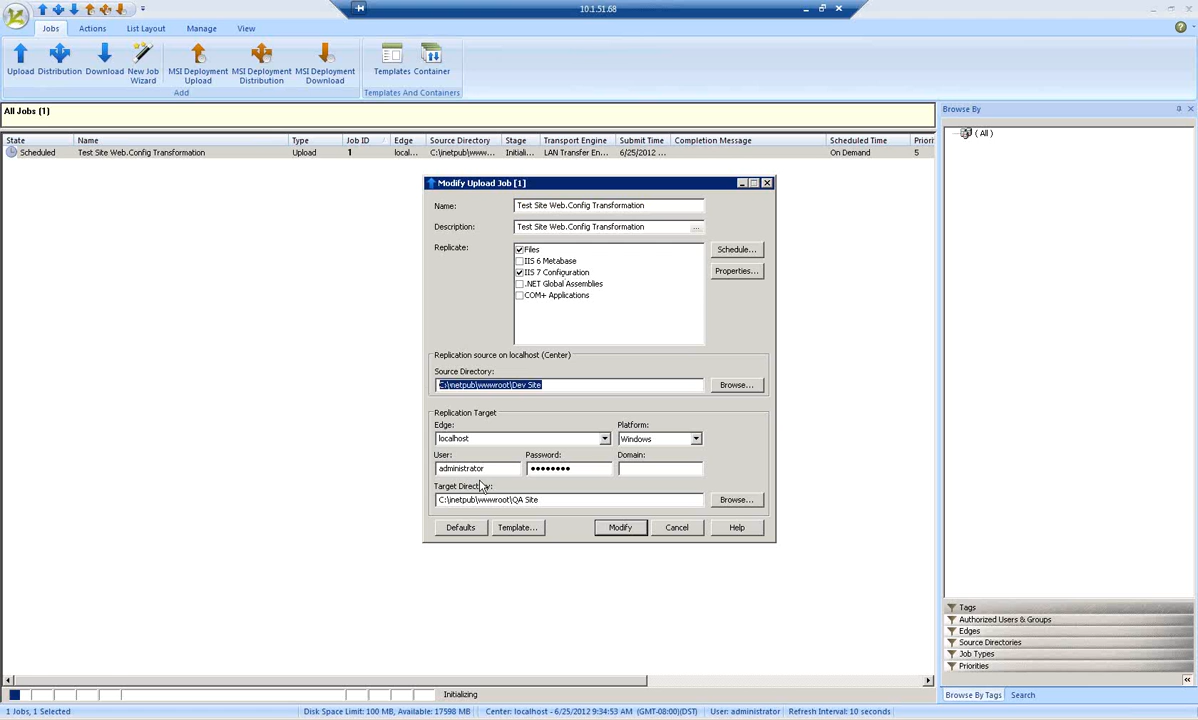 10.1.51.68
Jobs Actions List Layout Manage View
Upload Distribution Download New Job Wizard MSI Deployment Upload MSI Deployment Distribution MSI Deployment Download Templates Container
Add Templates And Containers
All Jobs (1)
Browse By
State Name Type Job ID Edge Source Directory Stage Transport Engine Submit Time Completion Message Scheduled Time Priorit
Scheduled Test Site Web.Config Transformation Upload 1 local... C:\inetpub\www... Initiali... LAN Transfer En... 6/25/2012 ... On Demand 5
( All )
Modify Upload Job [1]
Name: Test Site Web.Config Transformation
Description: Test Site Web.Config Transformation ...
Replicate:
Files
IIS 6 Metabase
IIS 7 Configuration
.NET Global Assemblies
COM+ Applications
Schedule...
Properties...
Replication source on localhost (Center)
Source Directory:
C:\inetpub\wwwroot\Dev Site Browse...
Replication Target
Edge: Platform:
localhost Windows
User: Password: Domain:
administrator ●●●●●●●●
Target Directory:
C:\inetpub\wwwroot\QA Site Browse...
Defaults Template... Modify Cancel Help
Tags
Authorized Users & Groups
Edges
Source Directories
Job Types
Priorities
Initializing
Browse By Tags Search
1 Jobs, 1 Selected Disk Space Limit: 100 MB, Available: 17598 MB Center: localhost - 6/25/2012 9:34:53 AM (GMT-08:00)(DST) User: administrator Refresh Interval: 10 seconds